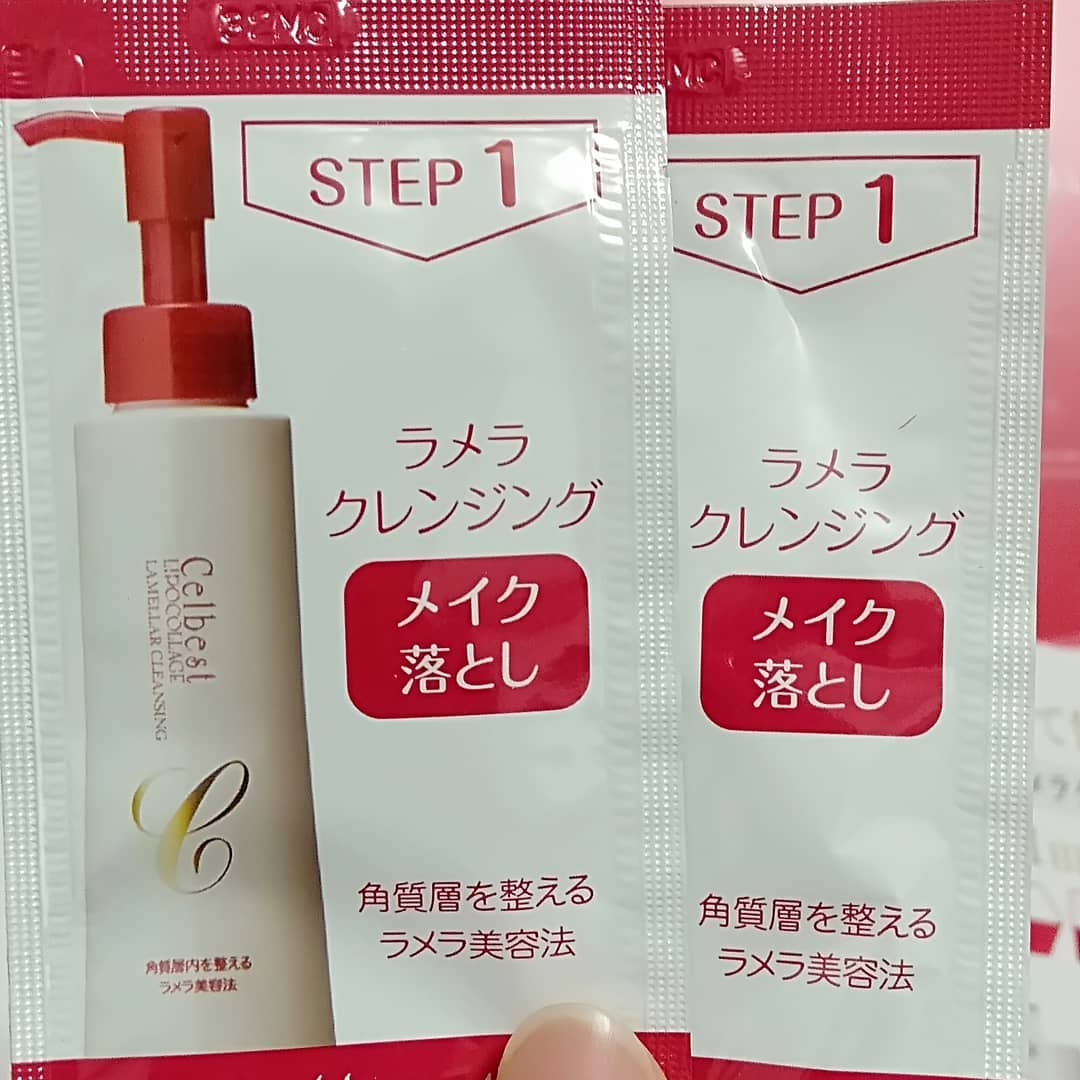 STEP 1
ラメラ
クレンジング
メイク
落とし
Celbest
LIPOCOLLAGE
LAMELLAR CLEANSING
C
角質層内を整える
ラメラ美容法
角質層を整える
ラメラ美容法
STEP 1
ラメラ
クレンジング
メイク
落とし
角質層を整える
ラメラ美容法